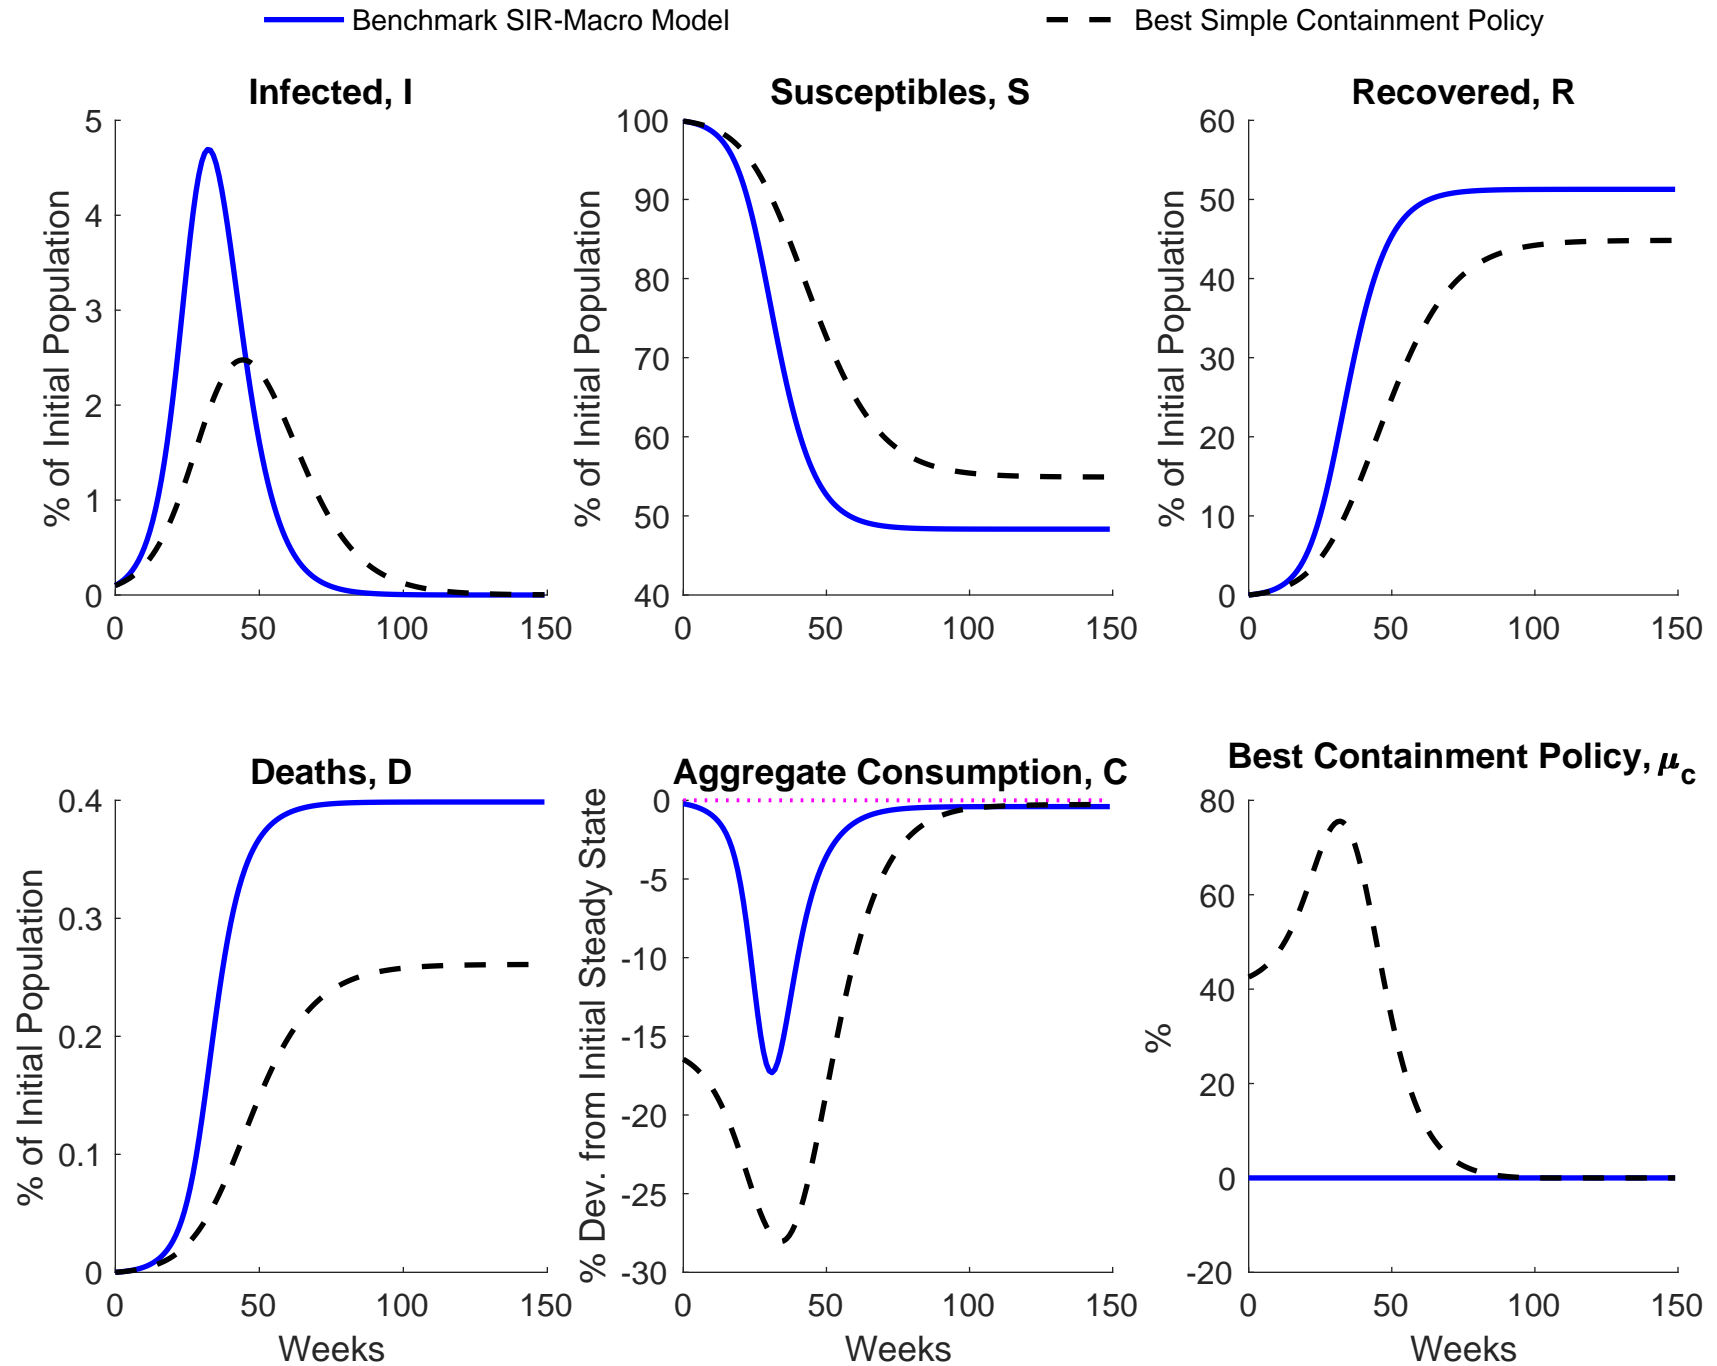 Benchmark SIR-Macro Model
Best Simple Containment Policy
Infected, I
Susceptibles, S
Recovered, R
% of Initial Population
5
4
3
2
1
0
0 50 100 150
% of Initial Population
100
90
80
70
60
50
40
0 50 100 150
% of Initial Population
60
50
40
30
20
10
0
0 50 100 150
Deaths, D
Aggregate Consumption, C
Best Containment Policy, μc
% of Initial Population
0.4
0.3
0.2
0.1
0
0 50 100 150
Weeks
% Dev. from Initial Steady State
0
-5
-10
-15
-20
-25
-30
0 50 100 150
Weeks
%
80
60
40
20
0
-20
0 50 100 150
Weeks